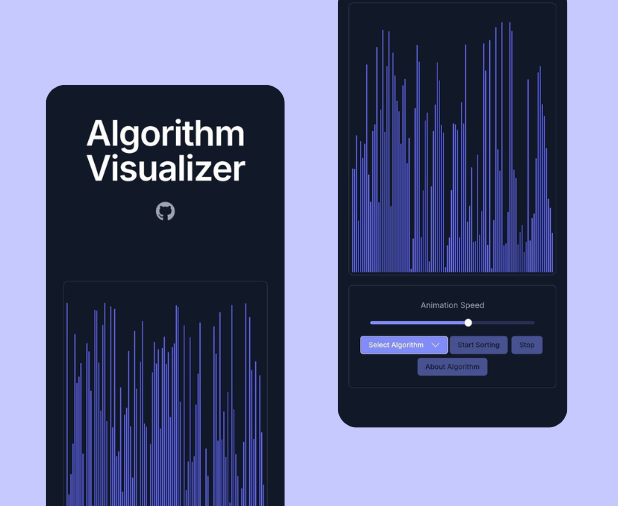 Algorithm
Visualizer
Animation Speed
Select Algorithm
Start Sorting
Stop
About Algorithm